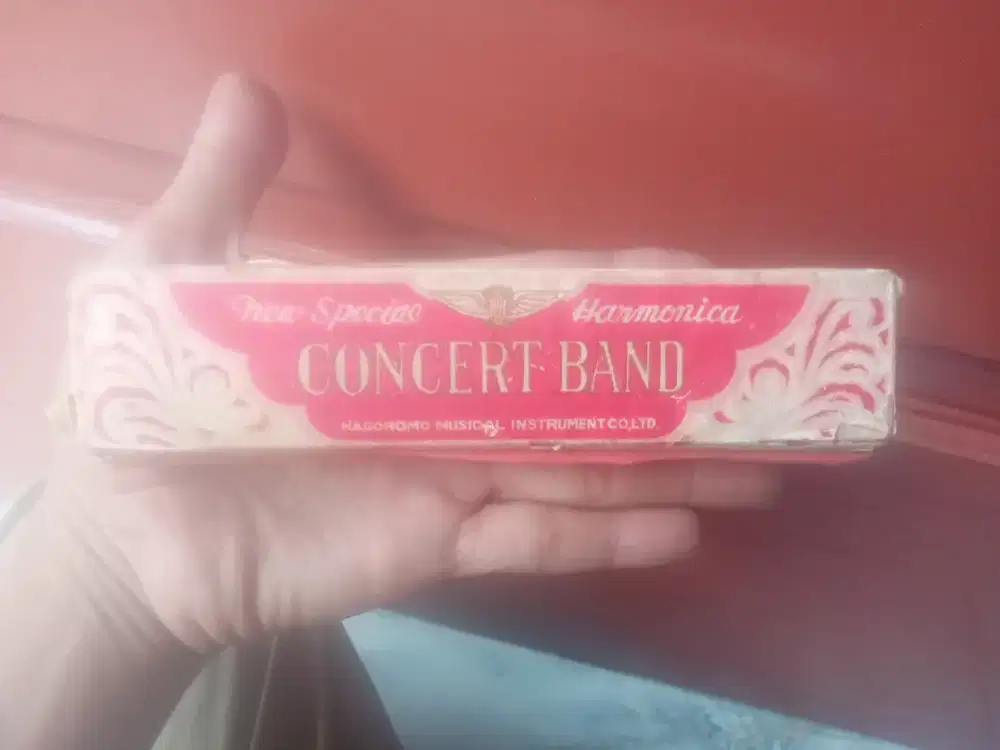 New Special Harmonica
CONCERT BAND
HAGOROMO MUSICAL INSTRUMENT CO., LTD.